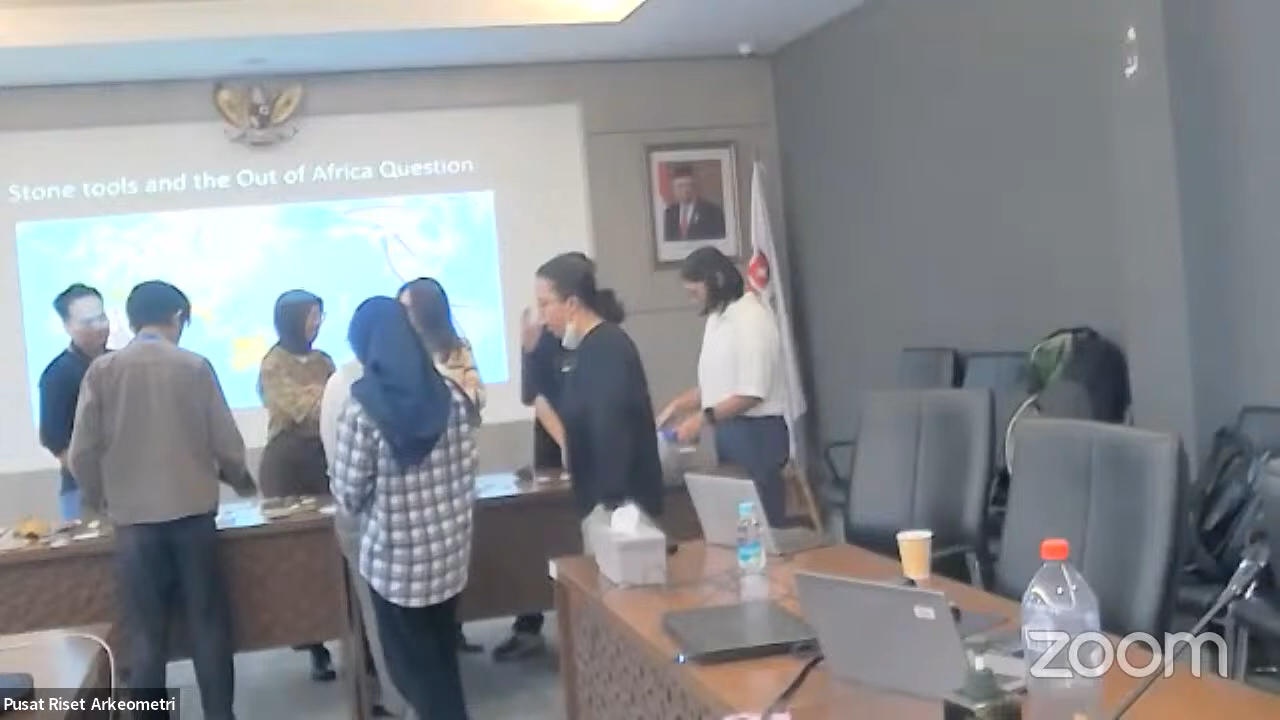 Stone tools and the Out of Africa Question
zoom
Pusat Riset Arkeometri